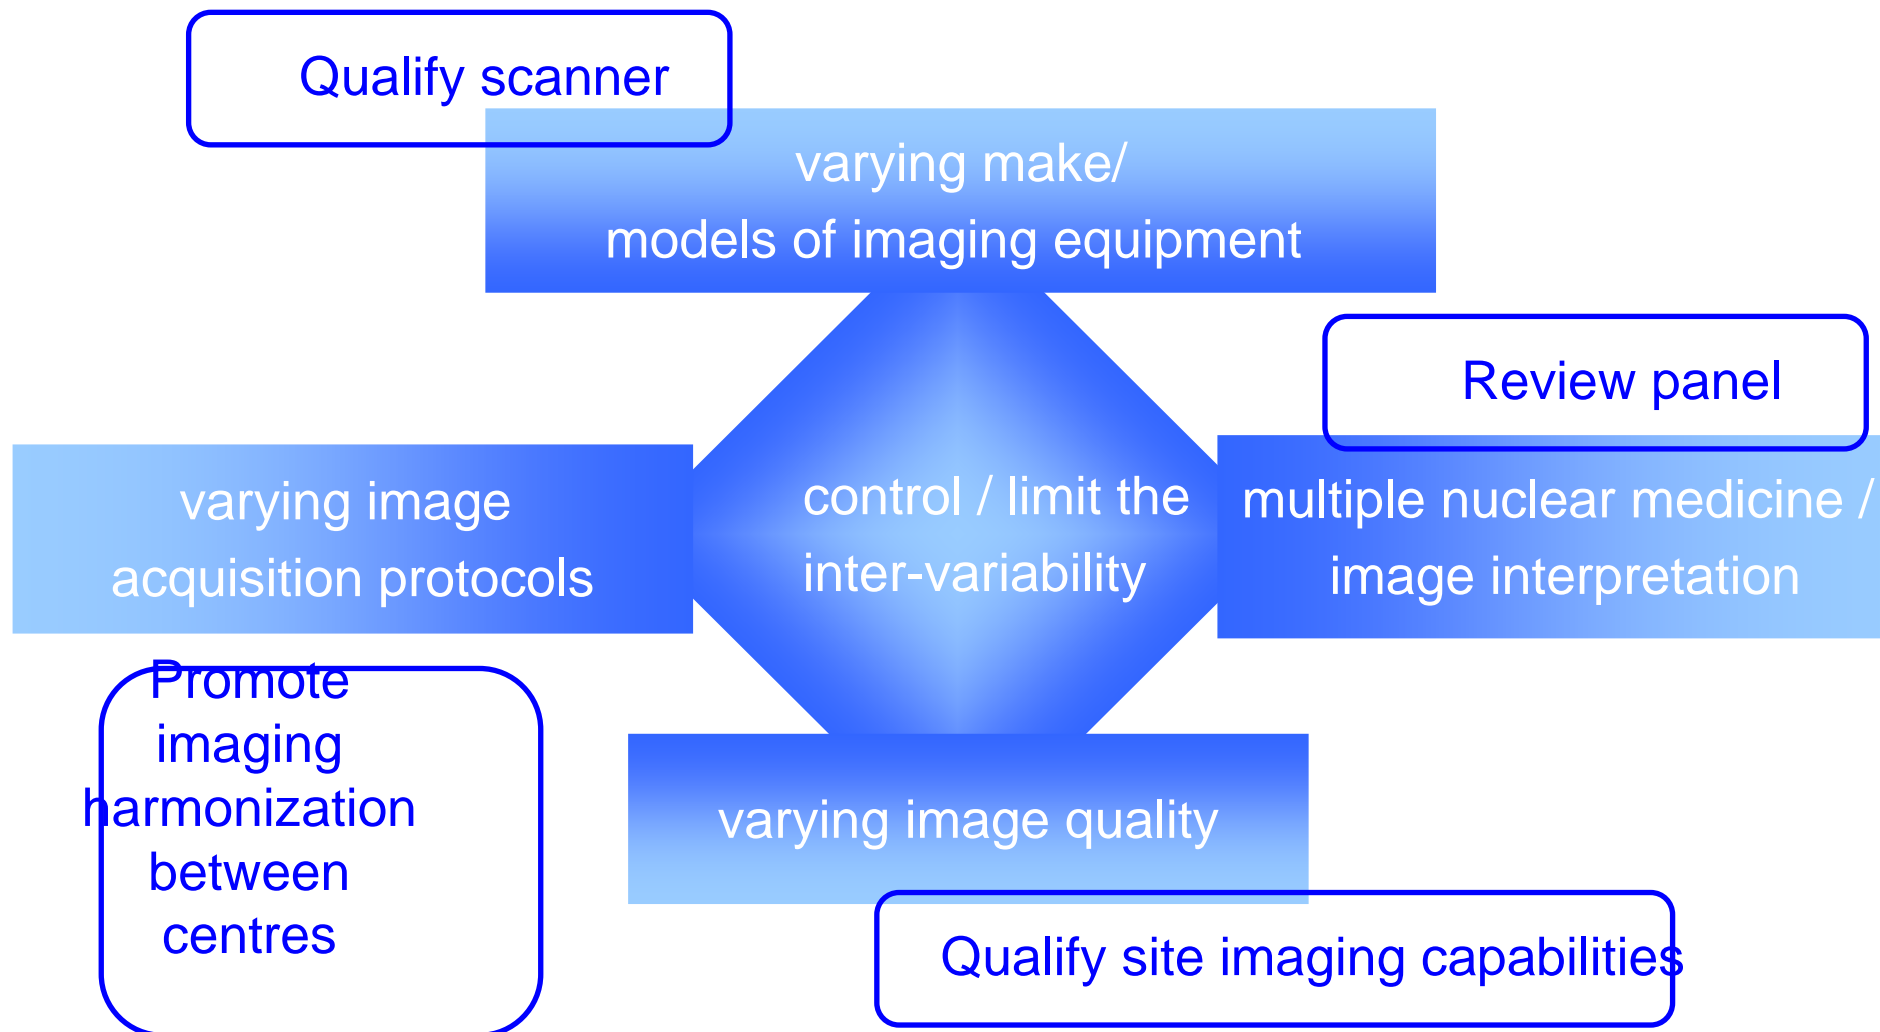 Qualify scanner
varying make/
models of imaging equipment
Review panel
varying image
acquisition protocols
control / limit the
inter-variability
multiple nuclear medicine /
image interpretation
Promote
imaging
harmonization
between
centres
varying image quality
Qualify site imaging capabilities